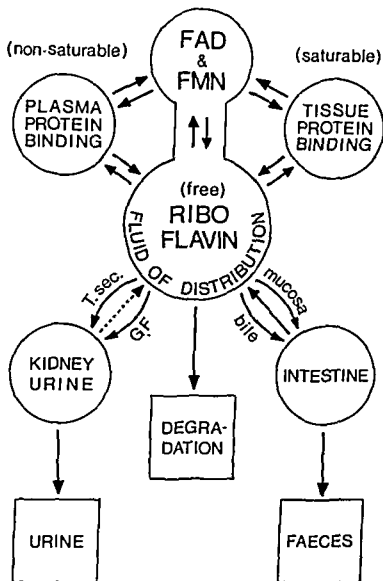 (non-saturable)
FAD
&
FMN
(saturable)
PLASMA
PROTEIN
BINDING
TISSUE
PROTEIN
BINDING
(free)
RIBO
FLAVIN
FLUID OF DISTRIBUTION
T. sec.
G.F.
mucosa
bile
KIDNEY
URINE
INTESTINE
DEGRA-
DATION
URINE
FAECES